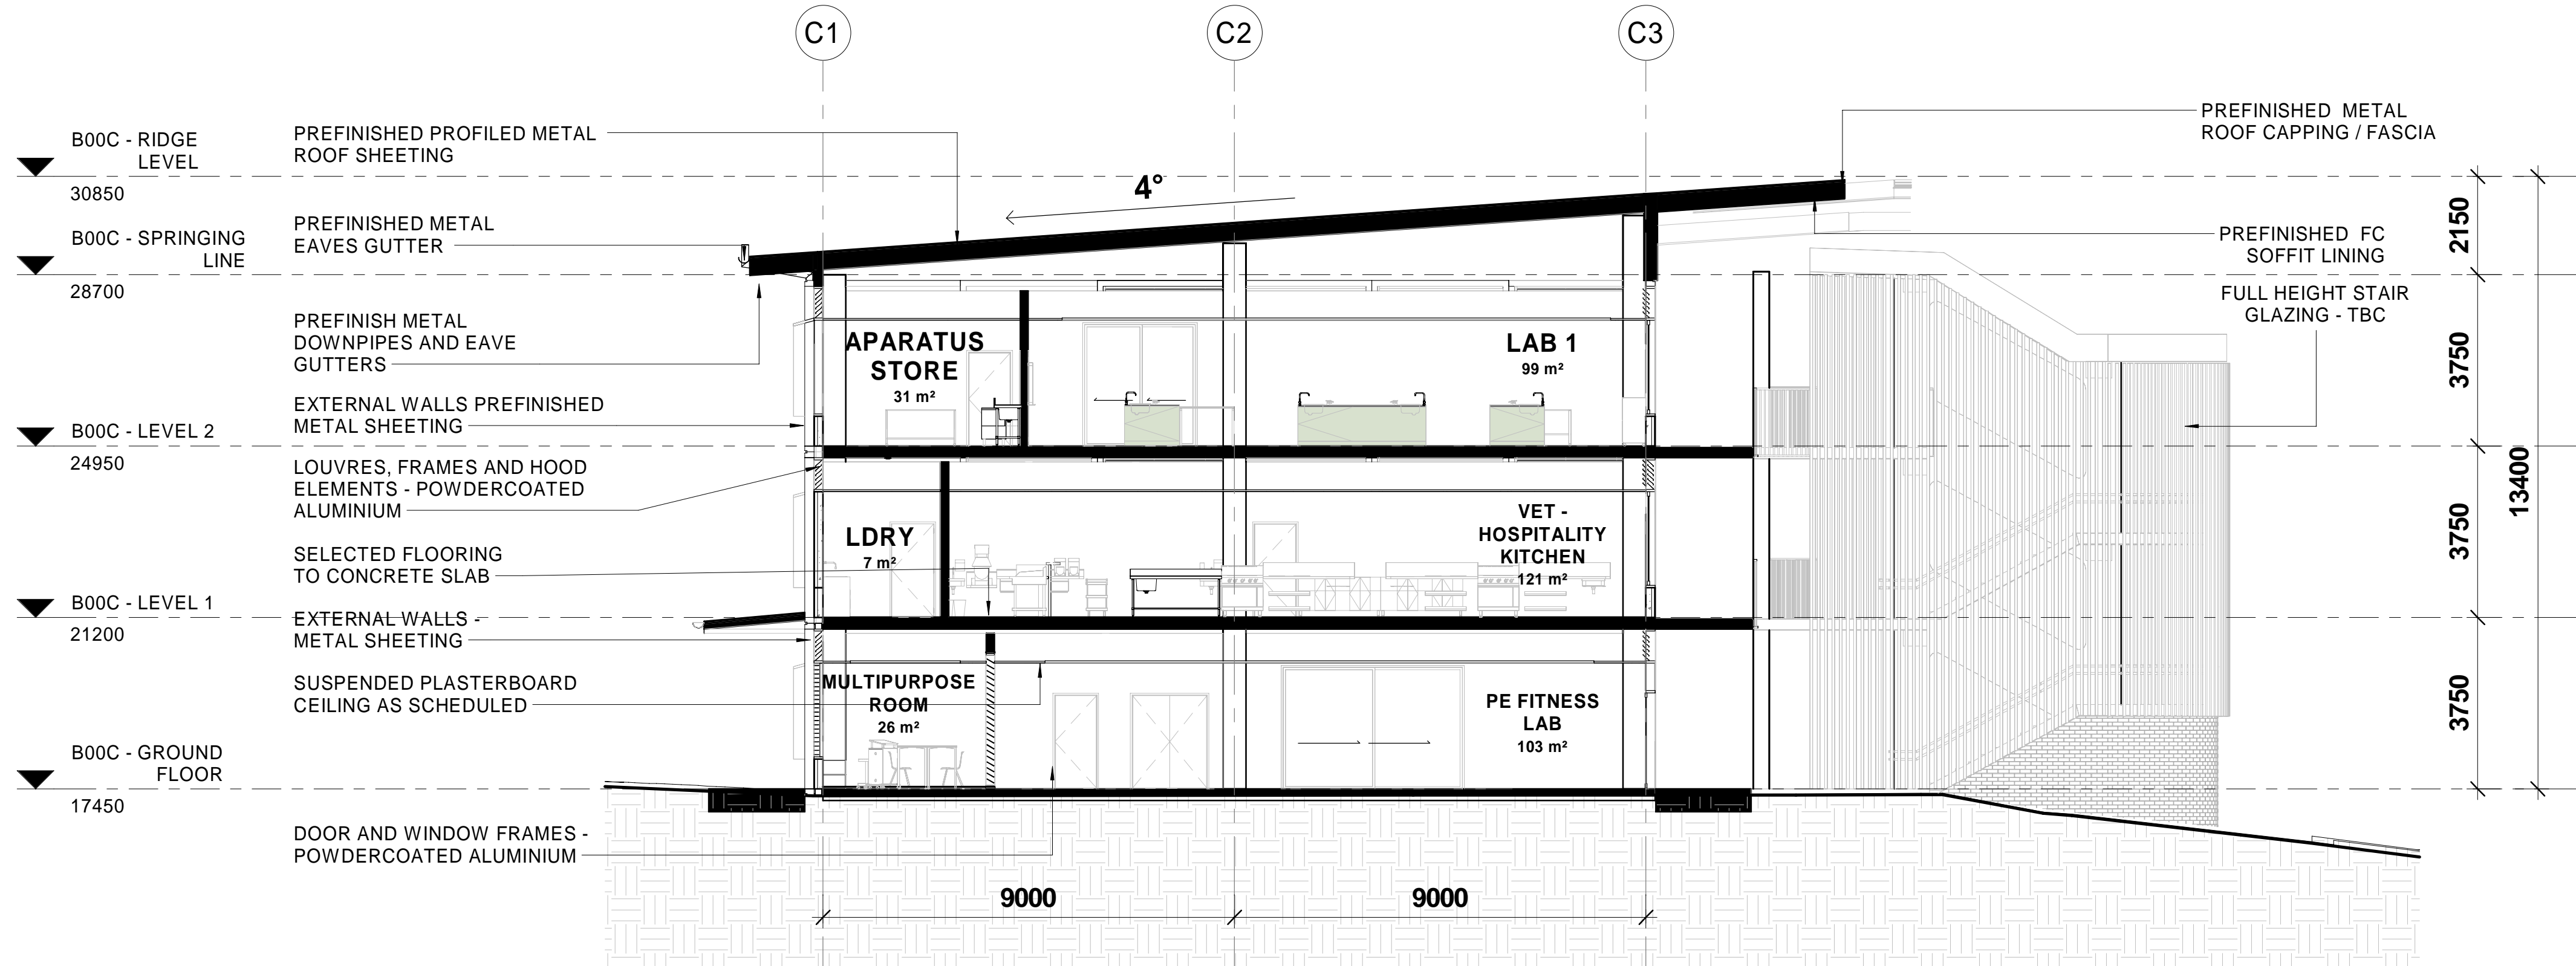 C1
C2
C3
B00C - RIDGE
LEVEL
30850
B00C - SPRINGING
LINE
28700
B00C - LEVEL 2
24950
B00C - LEVEL 1
21200
B00C - GROUND
FLOOR
17450
PREFINISHED PROFILED METAL
ROOF SHEETING
PREFINISHED METAL
EAVES GUTTER
PREFINISH METAL
DOWNPIPES AND EAVE
GUTTERS
EXTERNAL WALLS PREFINISHED
METAL SHEETING
LOUVRES, FRAMES AND HOOD
ELEMENTS - POWDERCOATED
ALUMINIUM
SELECTED FLOORING
TO CONCRETE SLAB
EXTERNAL WALLS -
METAL SHEETING
SUSPENDED PLASTERBOARD
CEILING AS SCHEDULED
DOOR AND WINDOW FRAMES -
POWDERCOATED ALUMINIUM
4°
APARATUS
STORE
31 m²
LAB 1
99 m²
LDRY
7 m²
VET -
HOSPITALITY
KITCHEN
121 m²
MULTIPURPOSE
ROOM
26 m²
PE FITNESS
LAB
103 m²
9000
9000
PREFINISHED METAL
ROOF CAPPING / FASCIA
PREFINISHED FC
SOFFIT LINING
FULL HEIGHT STAIR
GLAZING - TBC
2150
3750
3750
3750
13400